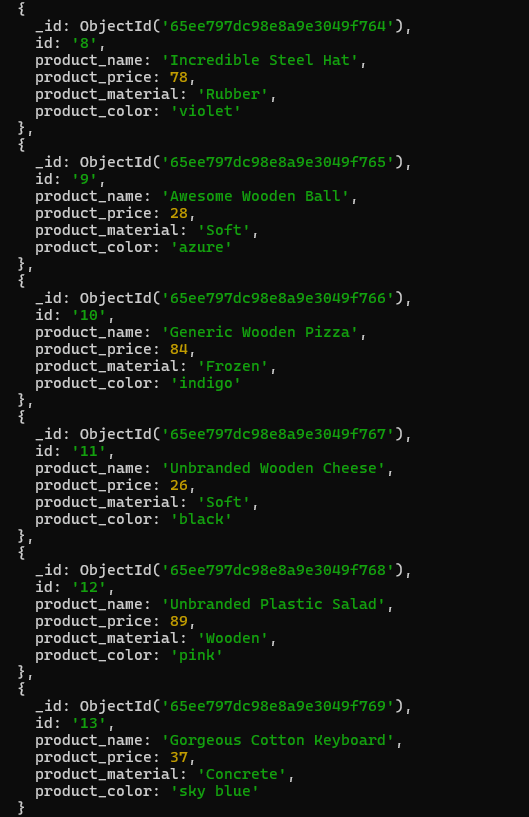 {
_id: ObjectId('65ee797dc98e8a9e3049f764'),
id: '8',
product_name: 'Incredible Steel Hat',
product_price: 78,
product_material: 'Rubber',
product_color: 'violet'
},
{
_id: ObjectId('65ee797dc98e8a9e3049f765'),
id: '9',
product_name: 'Awesome Wooden Ball',
product_price: 28,
product_material: 'Soft',
product_color: 'azure'
},
{
_id: ObjectId('65ee797dc98e8a9e3049f766'),
id: '10',
product_name: 'Generic Wooden Pizza',
product_price: 84,
product_material: 'Frozen',
product_color: 'indigo'
},
{
_id: ObjectId('65ee797dc98e8a9e3049f767'),
id: '11',
product_name: 'Unbranded Wooden Cheese',
product_price: 26,
product_material: 'Soft',
product_color: 'black'
},
{
_id: ObjectId('65ee797dc98e8a9e3049f768'),
id: '12',
product_name: 'Unbranded Plastic Salad',
product_price: 89,
product_material: 'Wooden',
product_color: 'pink'
},
{
_id: ObjectId('65ee797dc98e8a9e3049f769'),
id: '13',
product_name: 'Gorgeous Cotton Keyboard',
product_price: 37,
product_material: 'Concrete',
product_color: 'sky blue'
}